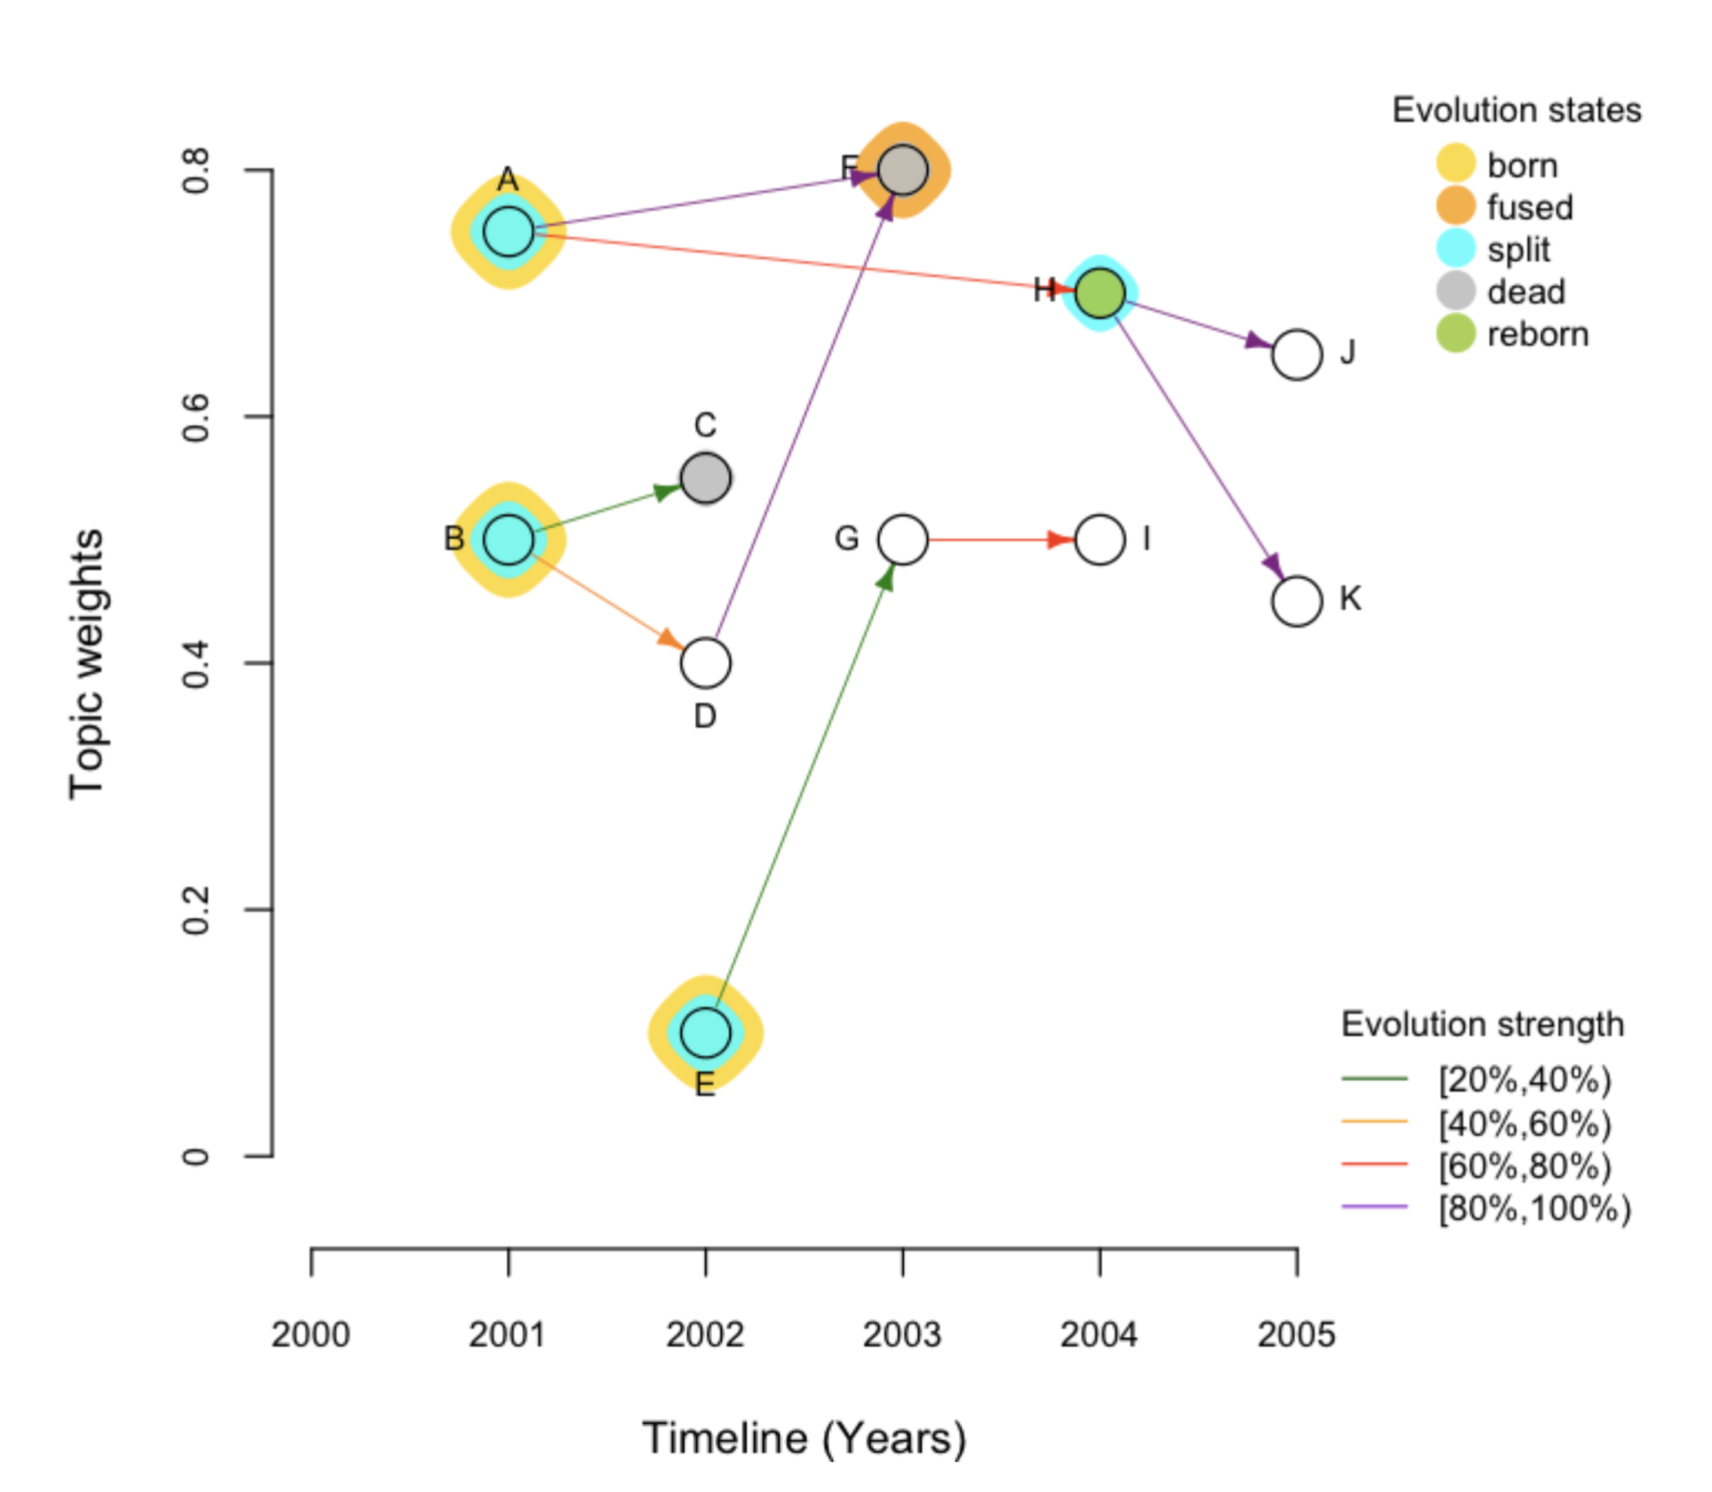 Evolution states
born
fused
split
dead
reborn
0.8
0.6
0.4
0.2
0
Topic weights
A
F
H
J
C
B
G
I
K
D
E
Evolution strength
[20%,40%)
[40%,60%)
[60%,80%)
[80%,100%)
2000 2001 2002 2003 2004 2005
Timeline (Years)